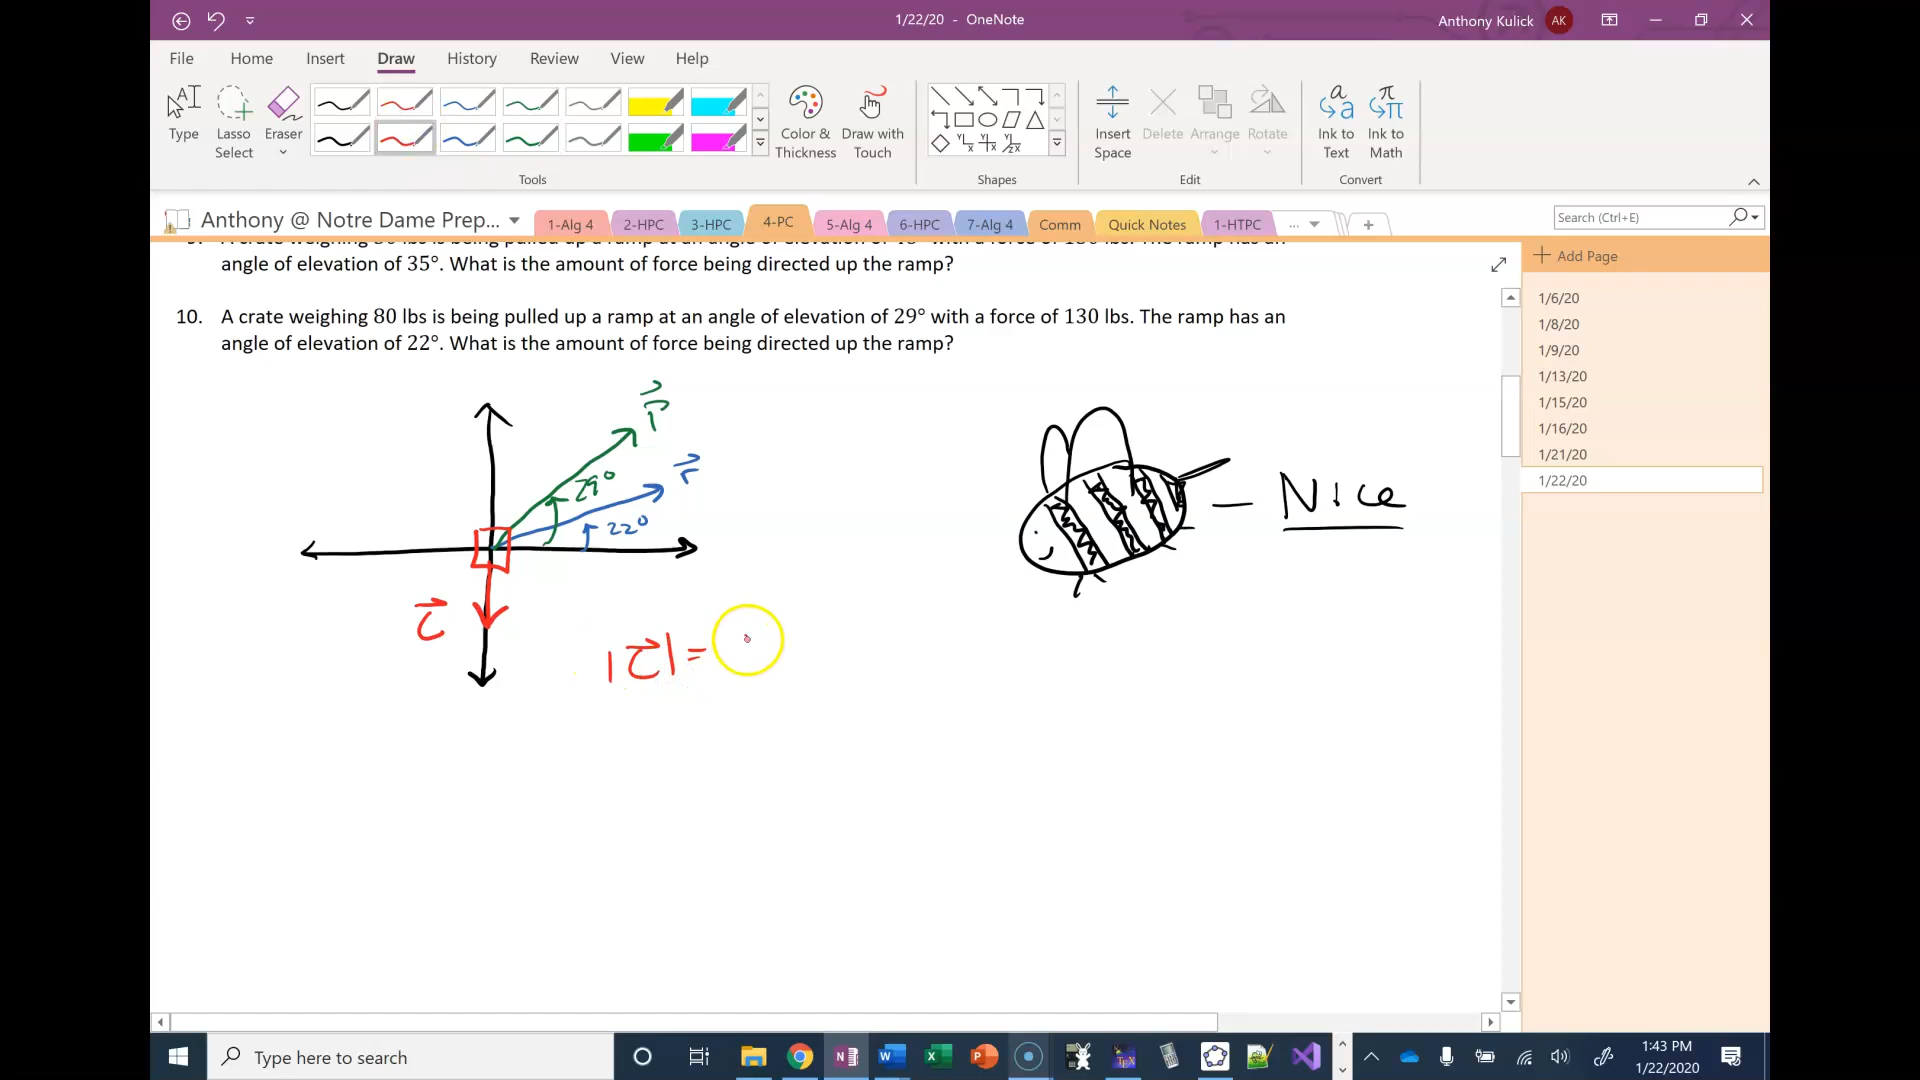 1/22/20 - OneNote
Anthony Kulick
AK
File Home Insert Draw History Review View Help
Type
Lasso Select
Eraser
Color & Thickness
Draw with Touch
Insert Space
Delete
Arrange
Rotate
Ink to Text
Ink to Math
Tools
Shapes
Edit
Convert
Anthony @ Notre Dame Prep...
1-Alg 4
2-HPC
3-HPC
4-PC
5-Alg 4
6-HPC
7-Alg 4
Comm
Quick Notes
1-HTPC
...
Search (Ctrl+E)
angle of elevation of 35°. What is the amount of force being directed up the ramp?
10. A crate weighing 80 lbs is being pulled up a ramp at an angle of elevation of 29° with a force of 130 lbs. The ramp has an
angle of elevation of 22°. What is the amount of force being directed up the ramp?
29°
r
22°
c
|c| =
- Nice
Add Page
1/6/20
1/8/20
1/9/20
1/13/20
1/15/20
1/16/20
1/21/20
1/22/20
Type here to search
1:43 PM
1/22/2020